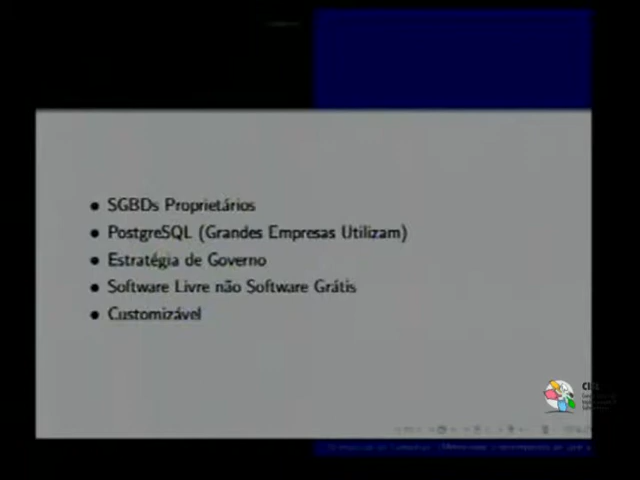 SGBDs Proprietários
PostgreSQL (Grandes Empresas Utilizam)
Estratégia de Governo
Software Livre não Software Grátis
Customizável